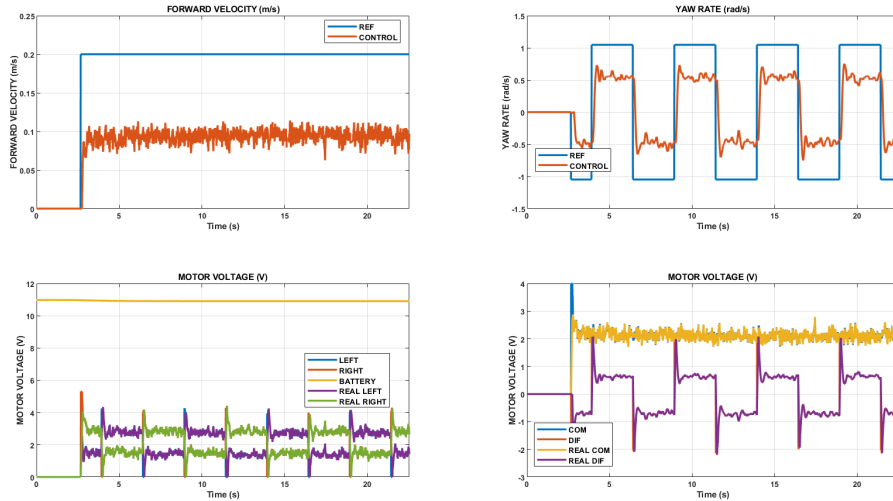 FORWARD VELOCITY (m/s)
0.25
0.2
0.15
0.1
0.05
0
FORWARD VELOCITY (m/s)
REF
CONTROL
0
5
10
15
20
Time (s)
YAW RATE (rad/s)
1.5
1
0.5
0
-0.5
-1
-1.5
YAW RATE (rad/s)
REF
CONTROL
0
5
10
15
20
Time (s)
MOTOR VOLTAGE (V)
12
10
8
6
4
2
0
MOTOR VOLTAGE (V)
LEFT
RIGHT
BATTERY
REAL LEFT
REAL RIGHT
0
5
10
15
20
Time (s)
MOTOR VOLTAGE (V)
4
3
2
1
0
-1
-2
-3
MOTOR VOLTAGE (V)
COM
DIF
REAL COM
REAL DIF
0
5
10
15
20
Time (s)